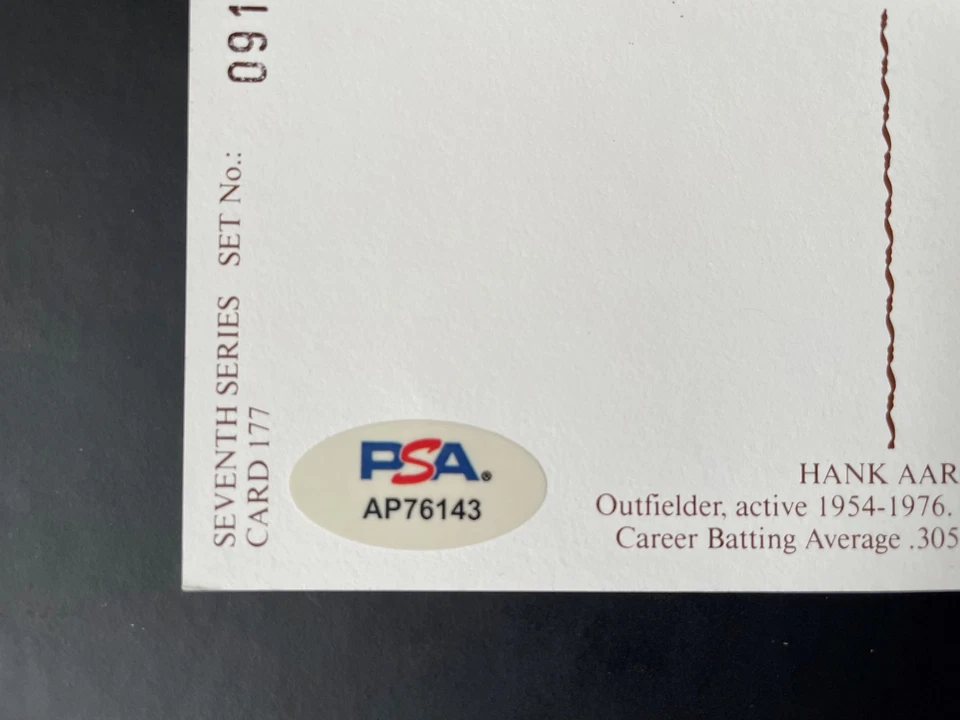 SEVENTH SERIES SET No.: 091
CARD 177
PSA®
AP76143
HANK AAR
Outfielder, active 1954-1976.
Career Batting Average .305